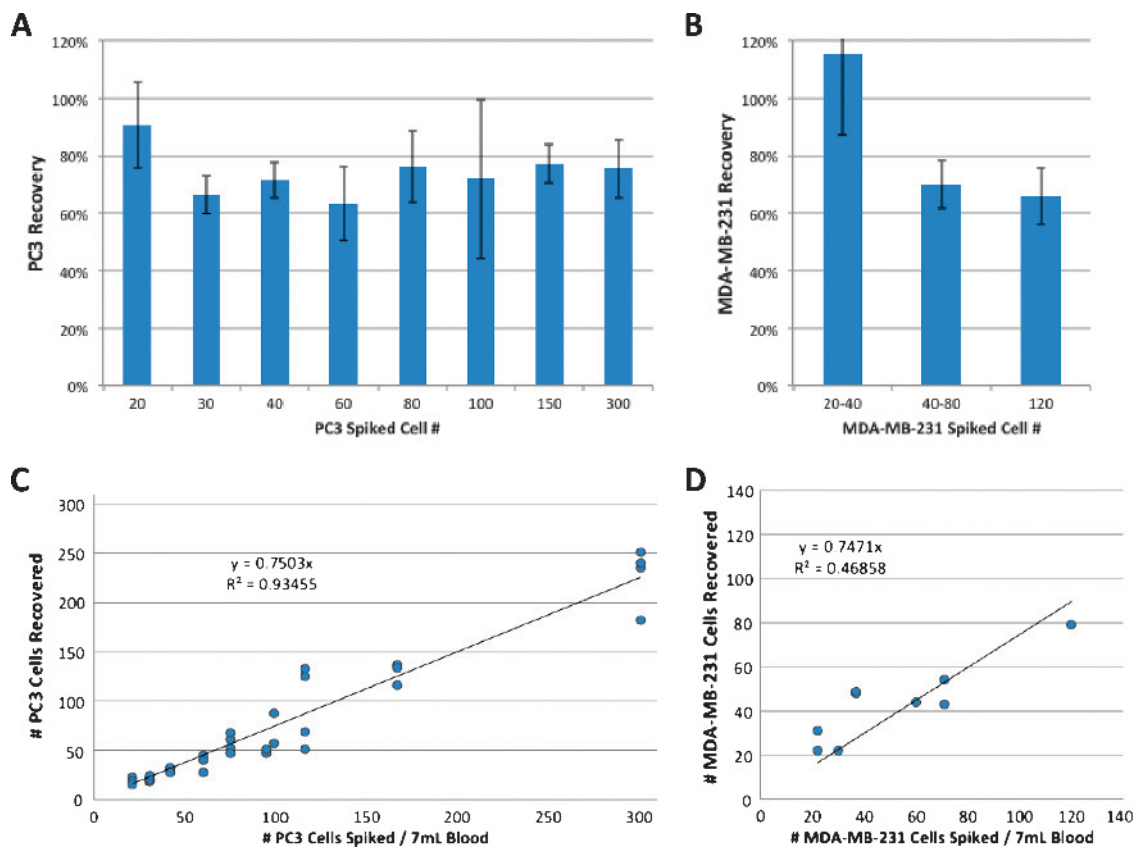 A
120%
100%
80%
60%
40%
20%
0%
PC3 Recovery
20 30 40 60 80 100 150 300
PC3 Spiked Cell #
B
120%
100%
80%
60%
40%
20%
0%
MDA-MB-231 Recovery
20-40 40-80 120
MDA-MB-231 Spiked Cell #
C
300
250
200
150
100
50
0
# PC3 Cells Recovered
y = 0.7503x
R² = 0.93455
0 50 100 150 200 250 300
# PC3 Cells Spiked / 7mL Blood
D
140
120
100
80
60
40
20
0
# MDA-MB-231 Cells Recovered
y = 0.7471x
R² = 0.46858
0 20 40 60 80 100 120 140
# MDA-MB-231 Cells Spiked / 7mL Blood